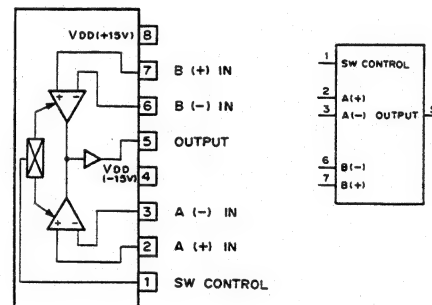 VDD(+15V) 8
7 B (+) IN
+ -
6 B (-) IN
5 OUTPUT
VDD
(-15V)
4
+ -
3 A (-) IN
2 A (+) IN
1 SW CONTROL
1 SW CONTROL
2 A(+)
3 A(-) OUTPUT
6 B(-)
7 B(+)